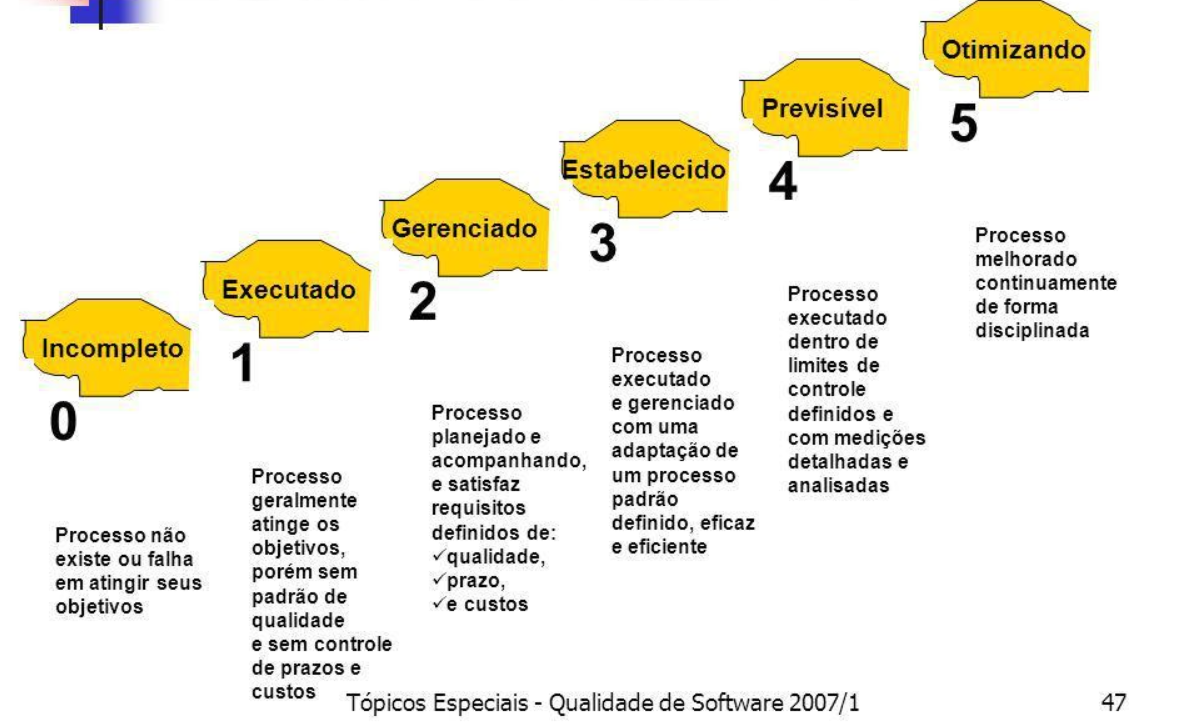 Incompleto
0
Processo não
existe ou falha
em atingir seus
objetivos
Executado
1
Processo
geralmente
atinge os
objetivos,
porém sem
padrão de
qualidade
e sem controle
de prazos e
custos
Gerenciado
2
Processo
planejado e
acompanhando,
e satisfaz
requisitos
definidos de:
✓qualidade,
✓prazo,
✓e custos
Estabelecido
3
Processo
executado
e gerenciado
com uma
adaptação de
um processo
padrão
definido, eficaz
e eficiente
Previsível
4
Processo
executado
dentro de
limites de
controle
definidos e
com medições
detalhadas e
analisadas
Otimizando
5
Processo
melhorado
continuamente
de forma
disciplinada
Tópicos Especiais - Qualidade de Software 2007/1
47